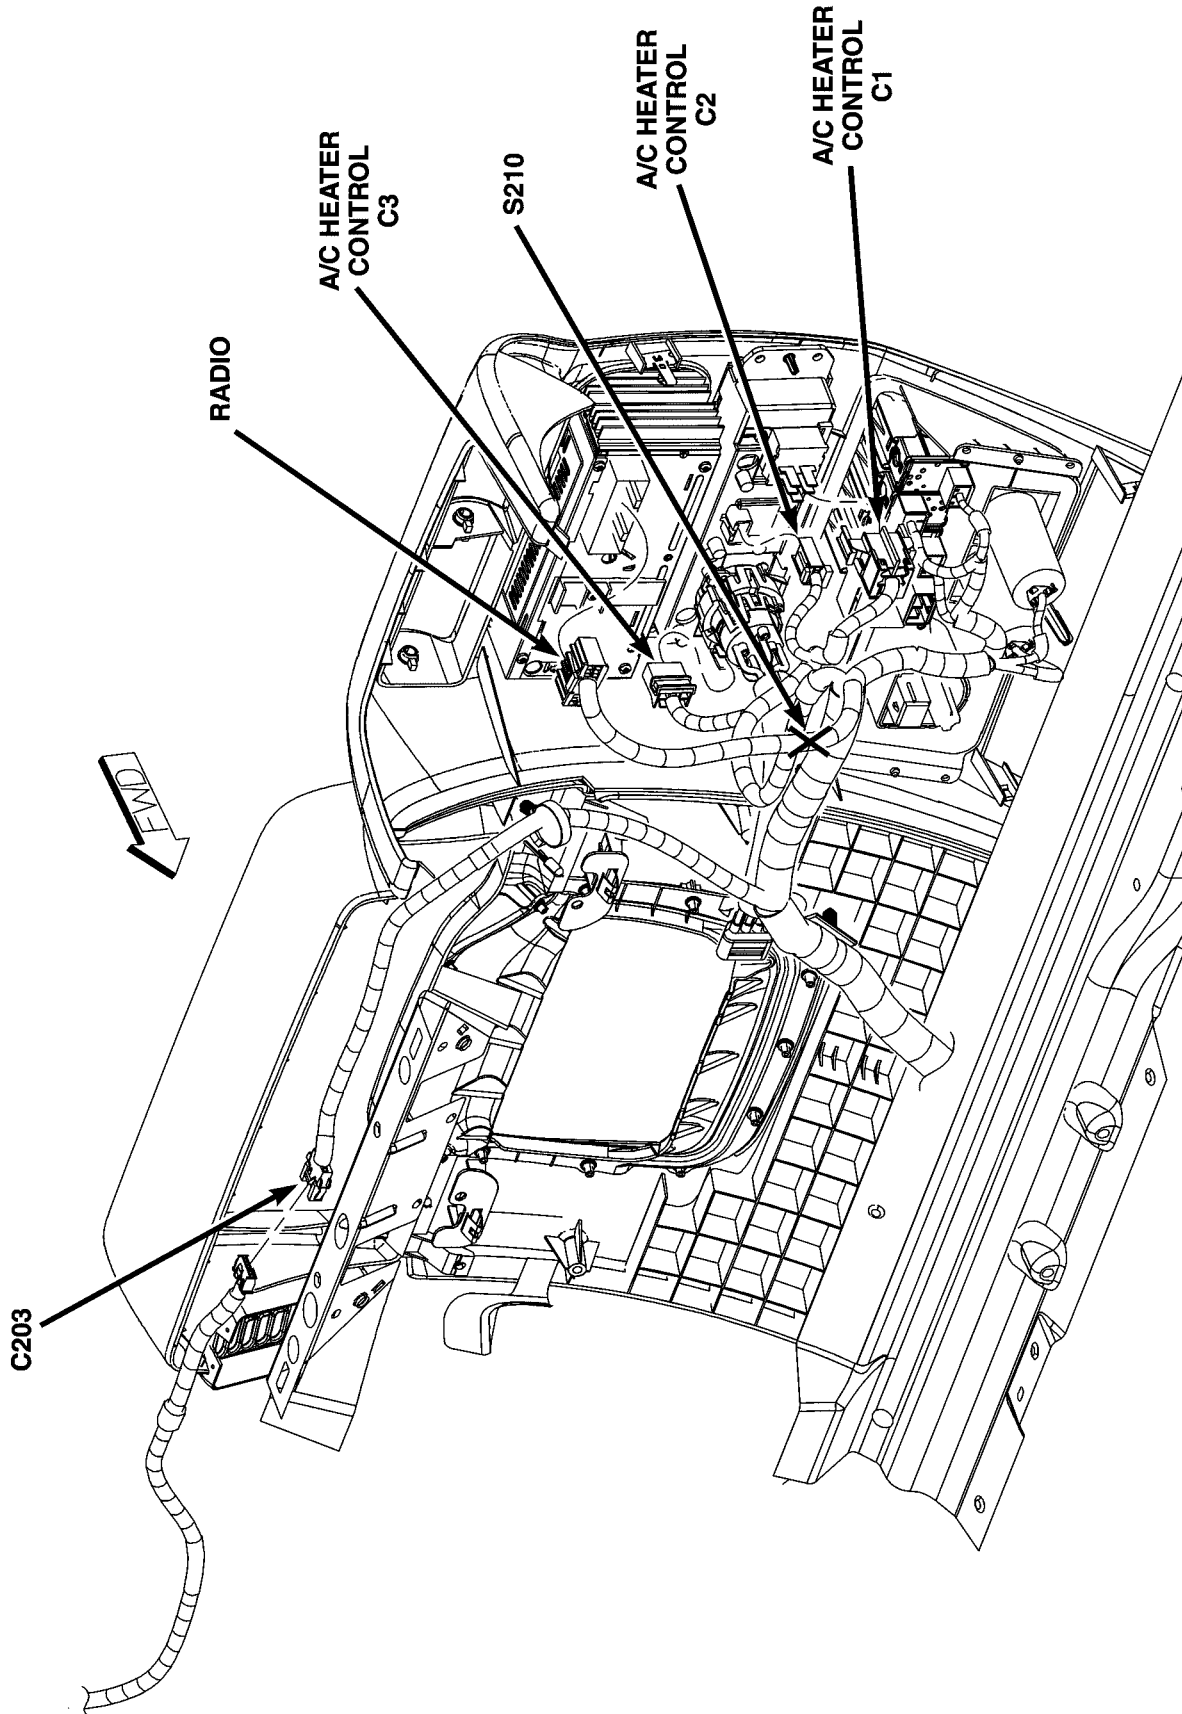 C203
FWD
RADIO
A/C HEATER
CONTROL
C3
S210
A/C HEATER
CONTROL
C2
A/C HEATER
CONTROL
C1